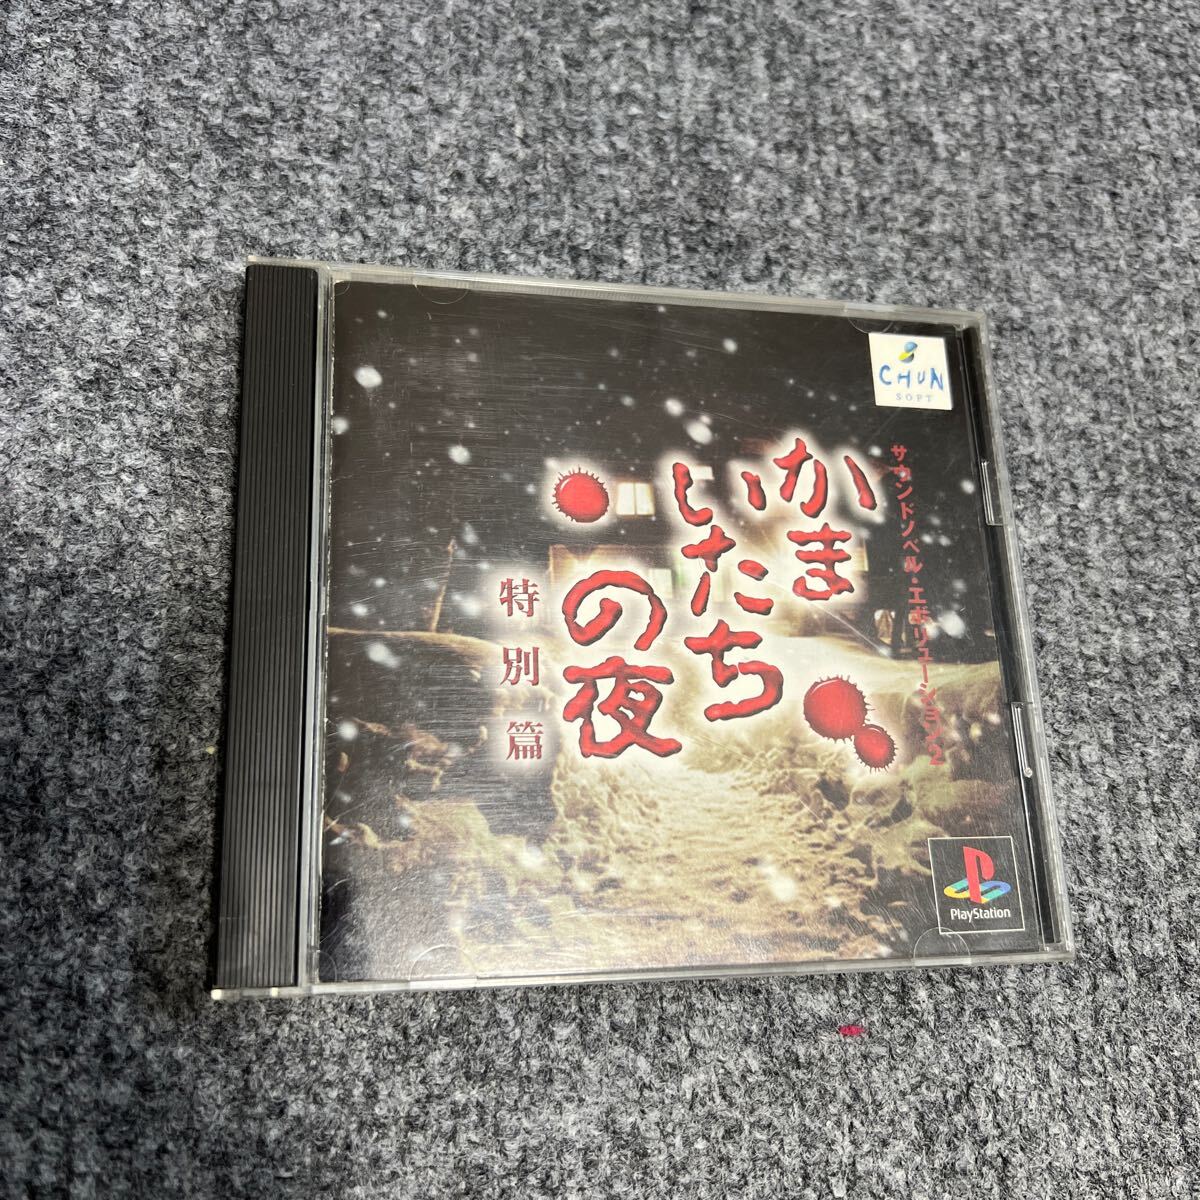 CHUN
SOFT
サウンドノベル・エボリューション2
かま
いたち
の夜
特別篇
PlayStation